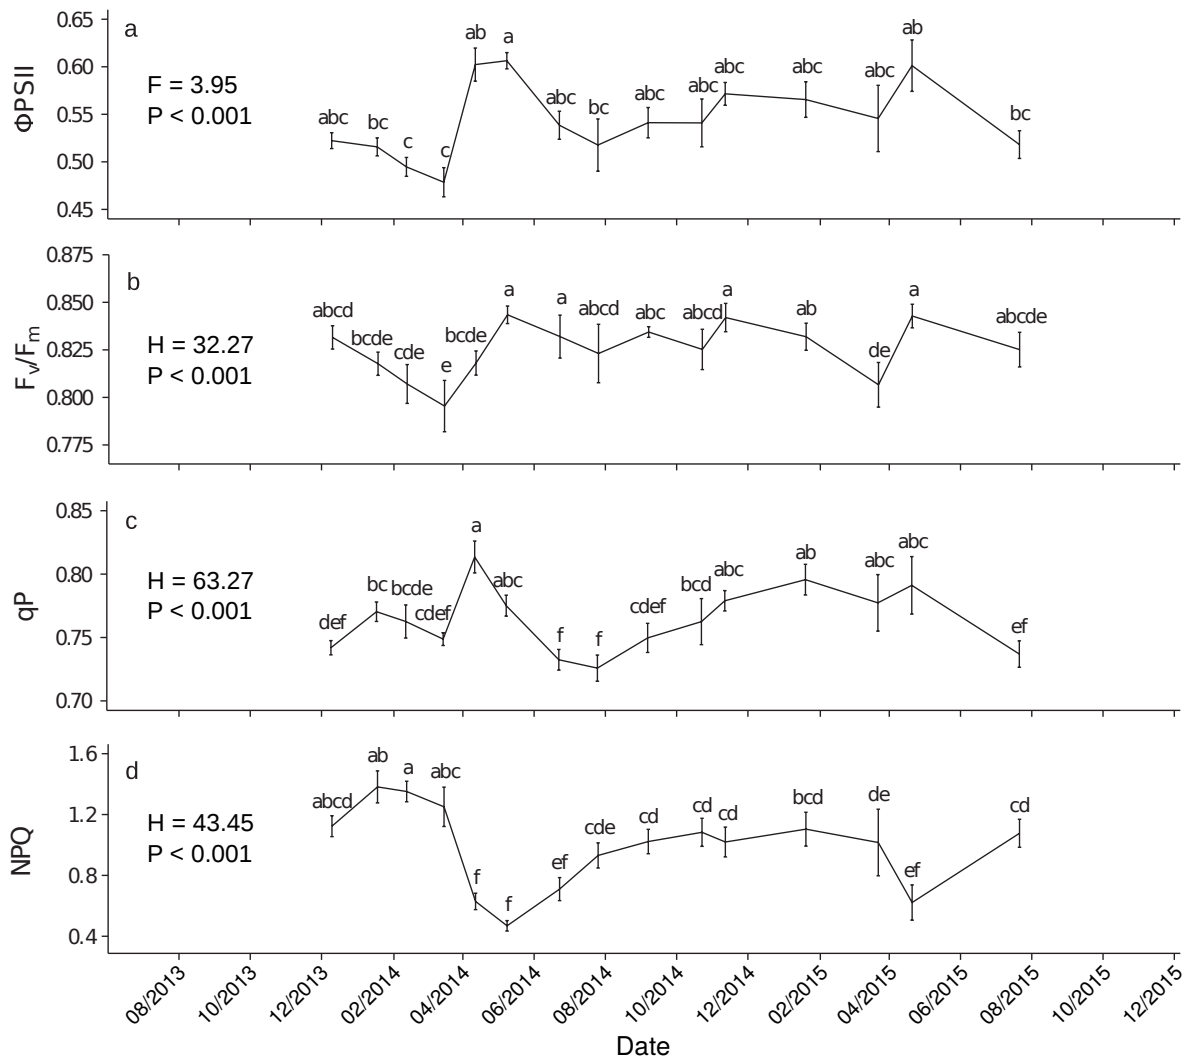 a
0.65
0.60
0.55
0.50
0.45
ΦPSII
F = 3.95
P < 0.001
abc bc c c ab a abc bc abc abc abc abc abc ab bc
b
0.875
0.850
0.825
0.800
0.775
Fv/Fm
H = 32.27
P < 0.001
abcd bcde cde e bcde a a abcd abc abcd a ab de a abcde
c
0.85
0.80
0.75
0.70
qP
H = 63.27
P < 0.001
def bc bcde cdef a abc f f cdef bcd abc ab abc abc ef
d
1.6
1.2
0.8
0.4
NPQ
H = 43.45
P < 0.001
abcd ab a abc f f ef cde cd cd cd bcd de ef cd
08/2013 10/2013 12/2013 02/2014 04/2014 06/2014 08/2014 10/2014 12/2014 02/2015 04/2015 06/2015 08/2015 10/2015 12/2015
Date